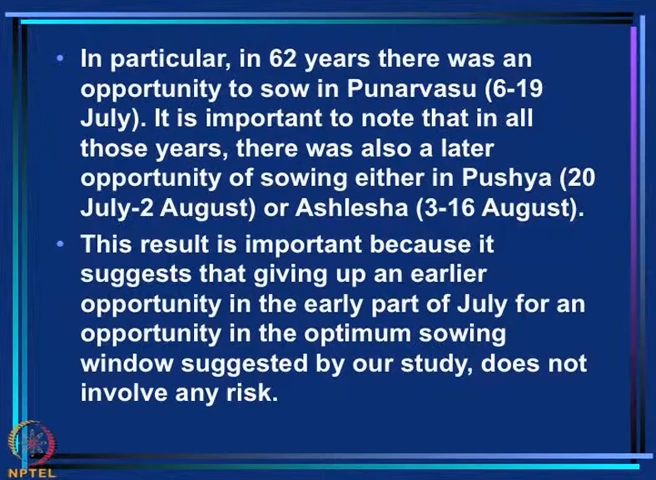 • In particular, in 62 years there was an
opportunity to sow in Punarvasu (6-19
July). It is important to note that in all
those years, there was also a later
opportunity of sowing either in Pushya (20
July-2 August) or Ashlesha (3-16 August).
• This result is important because it
suggests that giving up an earlier
opportunity in the early part of July for an
opportunity in the optimum sowing
window suggested by our study, does not
involve any risk.
NPTEL